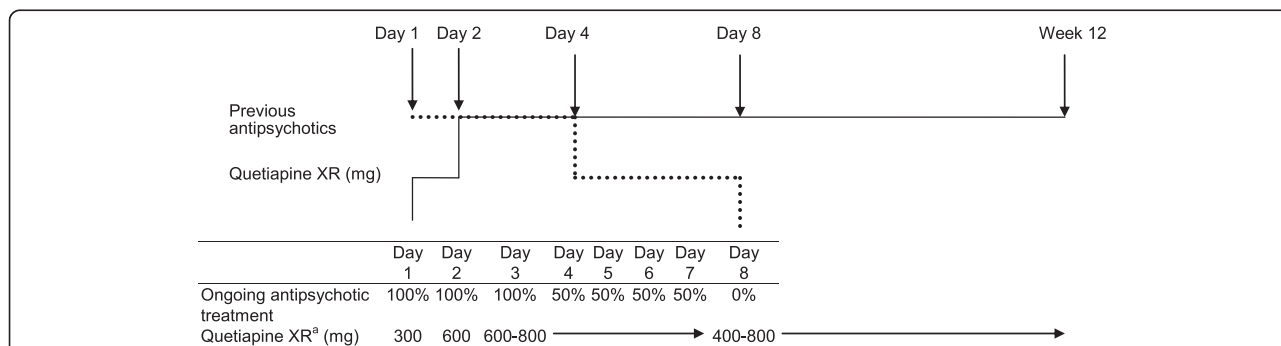 Day 1 Day 2 Day 4 Day 8 Week 12
Previous
antipsychotics
Quetiapine XR (mg)
Day Day Day Day Day Day Day Day
1 2 3 4 5 6 7 8
Ongoing antipsychotic 100% 100% 100% 50% 50% 50% 50% 0%
treatment
Quetiapine XRᵃ (mg) 300 600 600-800 400-800